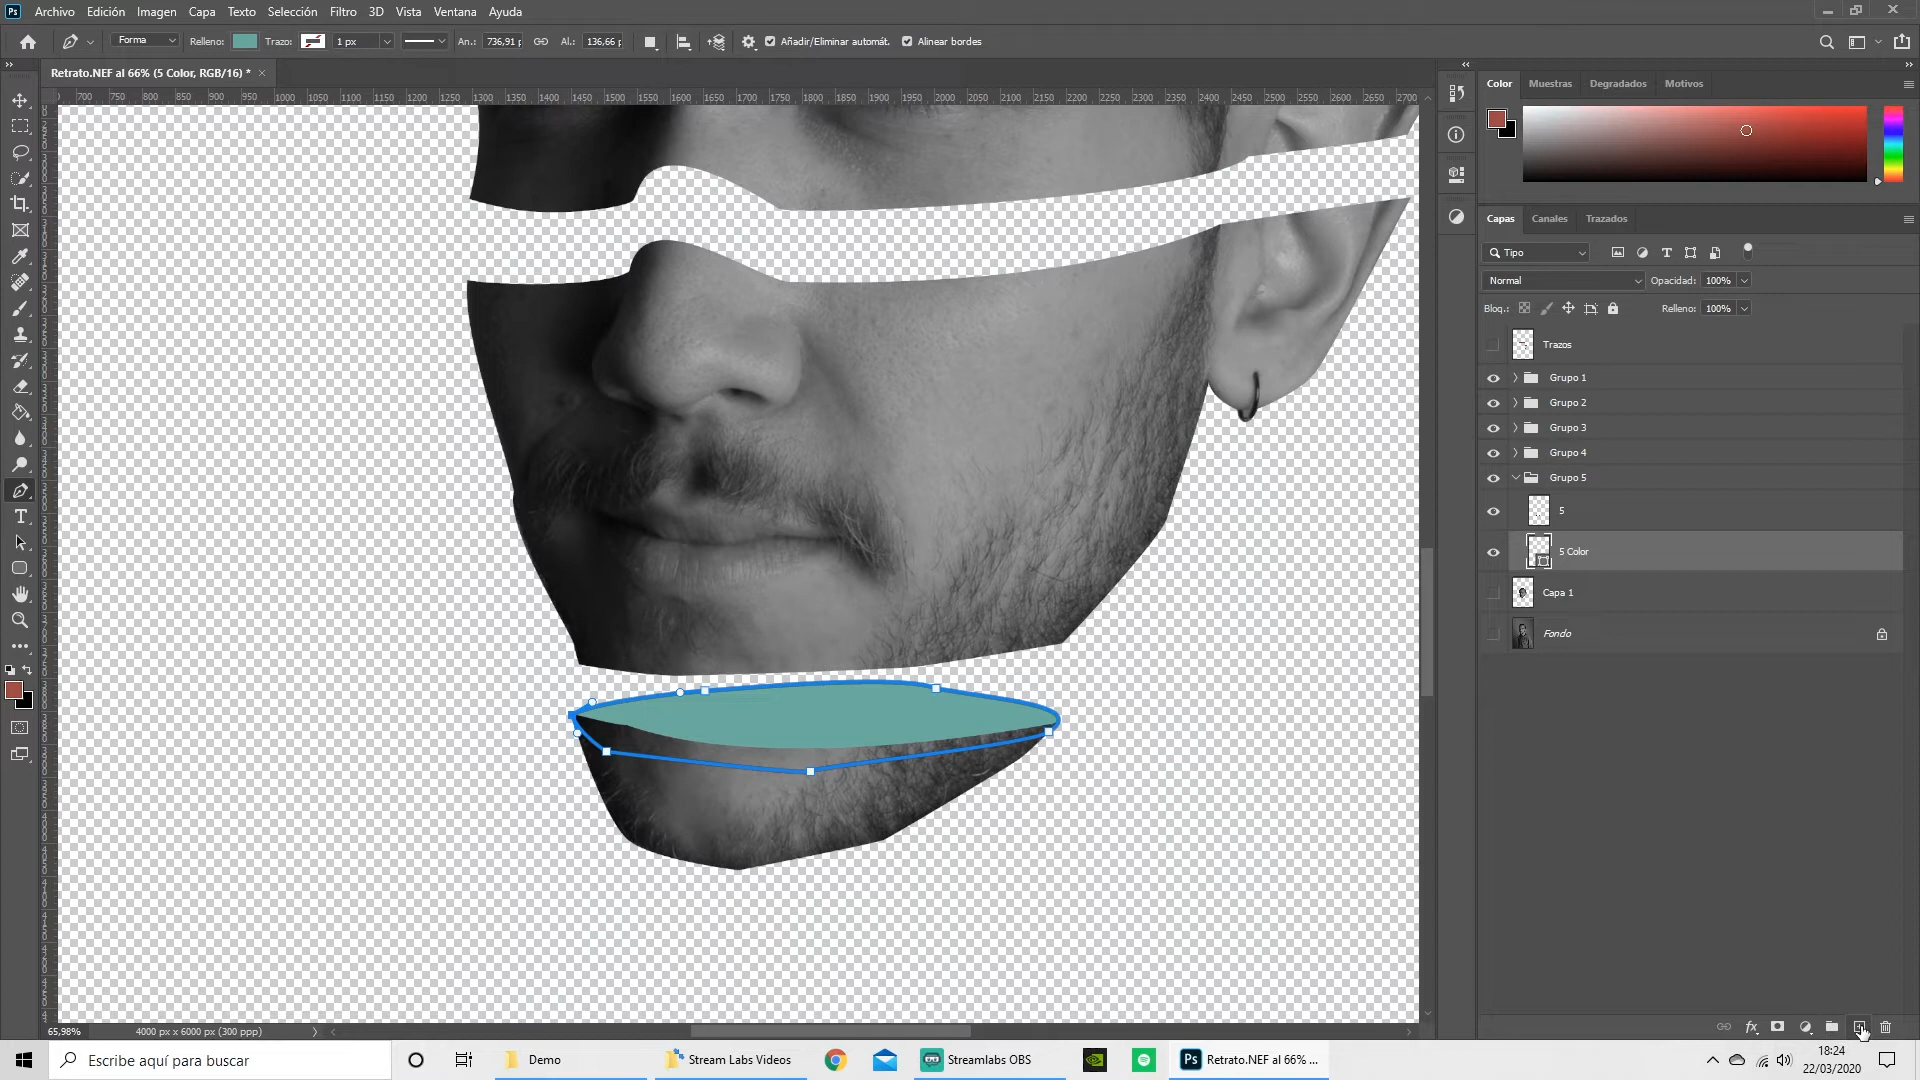 Ps Archivo Edición Imagen Capa Texto Selección Filtro 3D Vista Ventana Ayuda
Forma Relleno: Trazo: 1 px An.: 736,91 p Al.: 136,66 p Añadir/Eliminar automát. Alinear bordes
Retrato.NEF al 66% (5 Color, RGB/16) * ×
700 750 800 850 900 950 1000 1050 1100 1150 1200 1250 1300 1350 1400 1450 1500 1550 1600 1650 1700 1750 1800 1850 1900 1950 2000 2050 2100 2150 2200 2250 2300 2350 2400 2450 2500 2550 2600 2650 2700
Color Muestras Degradados Motivos
Capas Canales Trazados
Tipo
Normal Opacidad: 100%
Bloq.: Relleno: 100%
Trazos
Grupo 1
Grupo 2
Grupo 3
Grupo 4
Grupo 5
5
5 Color
Capa 1
Fondo
65,98% 4000 px x 6000 px (300 ppp)
Escribe aquí para buscar
Demo
Stream Labs Videos
Streamlabs OBS
Ps Retrato.NEF al 66% ...
18:24
22/03/2020